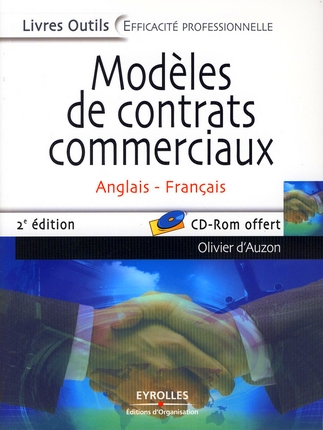 Livres Outils EFFICACITÉ PROFESSIONNELLE
Modèles
de contrats
commerciaux
Anglais - Français
2e édition
CD-Rom offert
Olivier d'Auzon
EYROLLES
Éditions d'Organisation